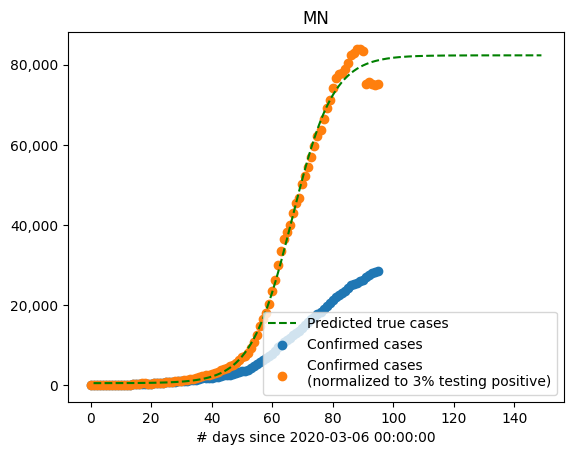 MN
80,000
60,000
40,000
20,000
0
Predicted true cases
Confirmed cases
Confirmed cases
(normalized to 3% testing positive)
0 20 40 60 80 100 120 140
# days since 2020-03-06 00:00:00